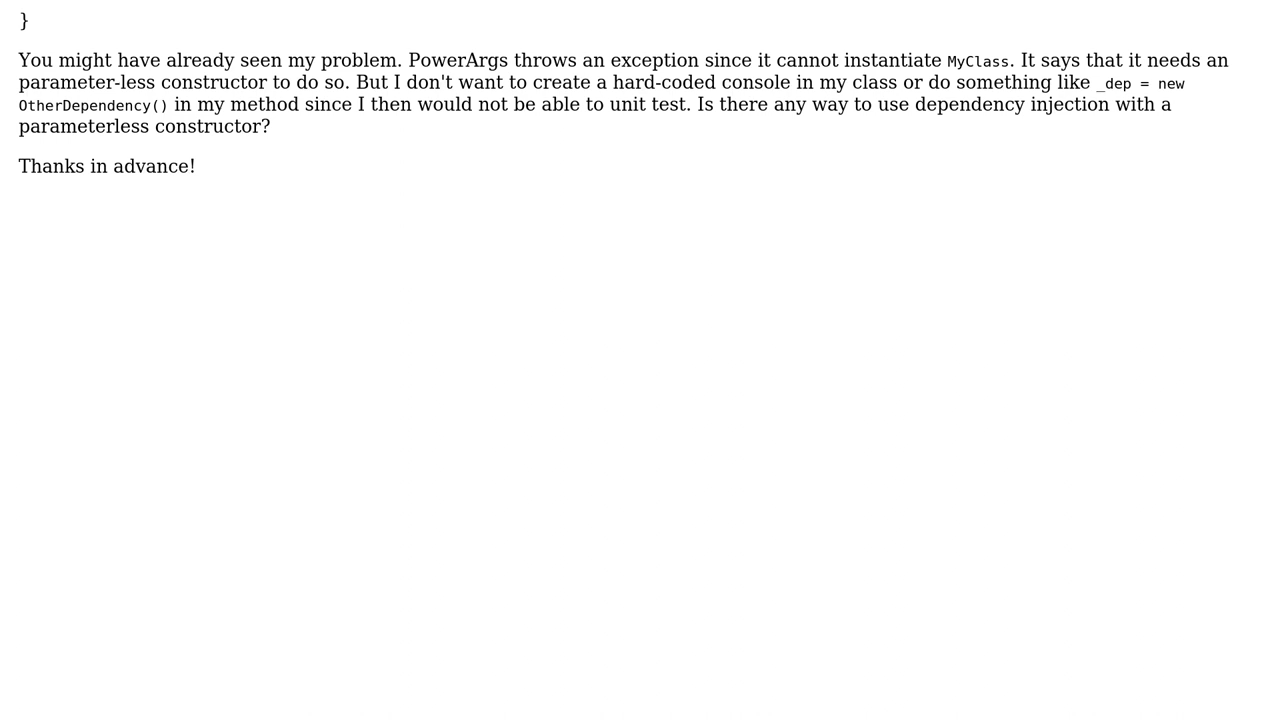 }
You might have already seen my problem. PowerArgs throws an exception since it cannot instantiate MyClass. It says that it needs an
parameter-less constructor to do so. But I don't want to create a hard-coded console in my class or do something like _dep = new
OtherDependency() in my method since I then would not be able to unit test. Is there any way to use dependency injection with a
parameterless constructor?
Thanks in advance!